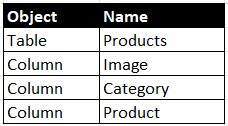 Object Name
Table Products
Column Image
Column Category
Column Product